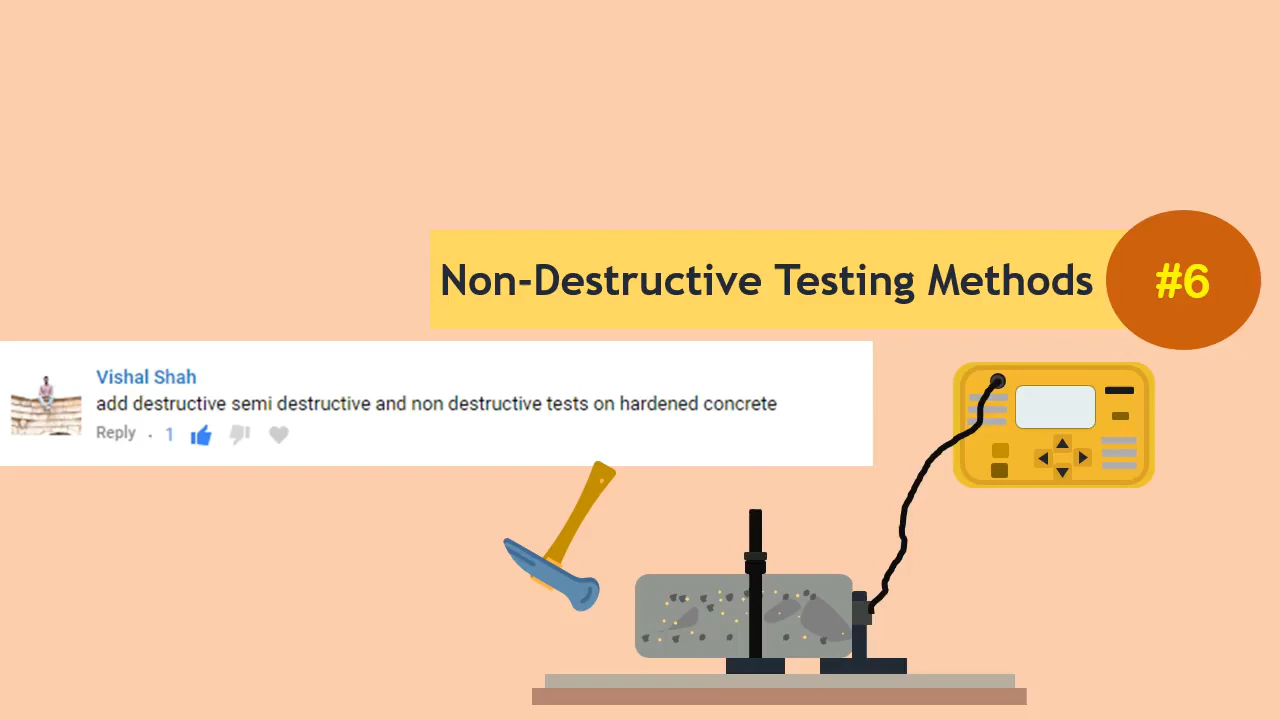 Non-Destructive Testing Methods #6
Vishal Shah
add destructive semi destructive and non destructive tests on hardened concrete
Reply . 1